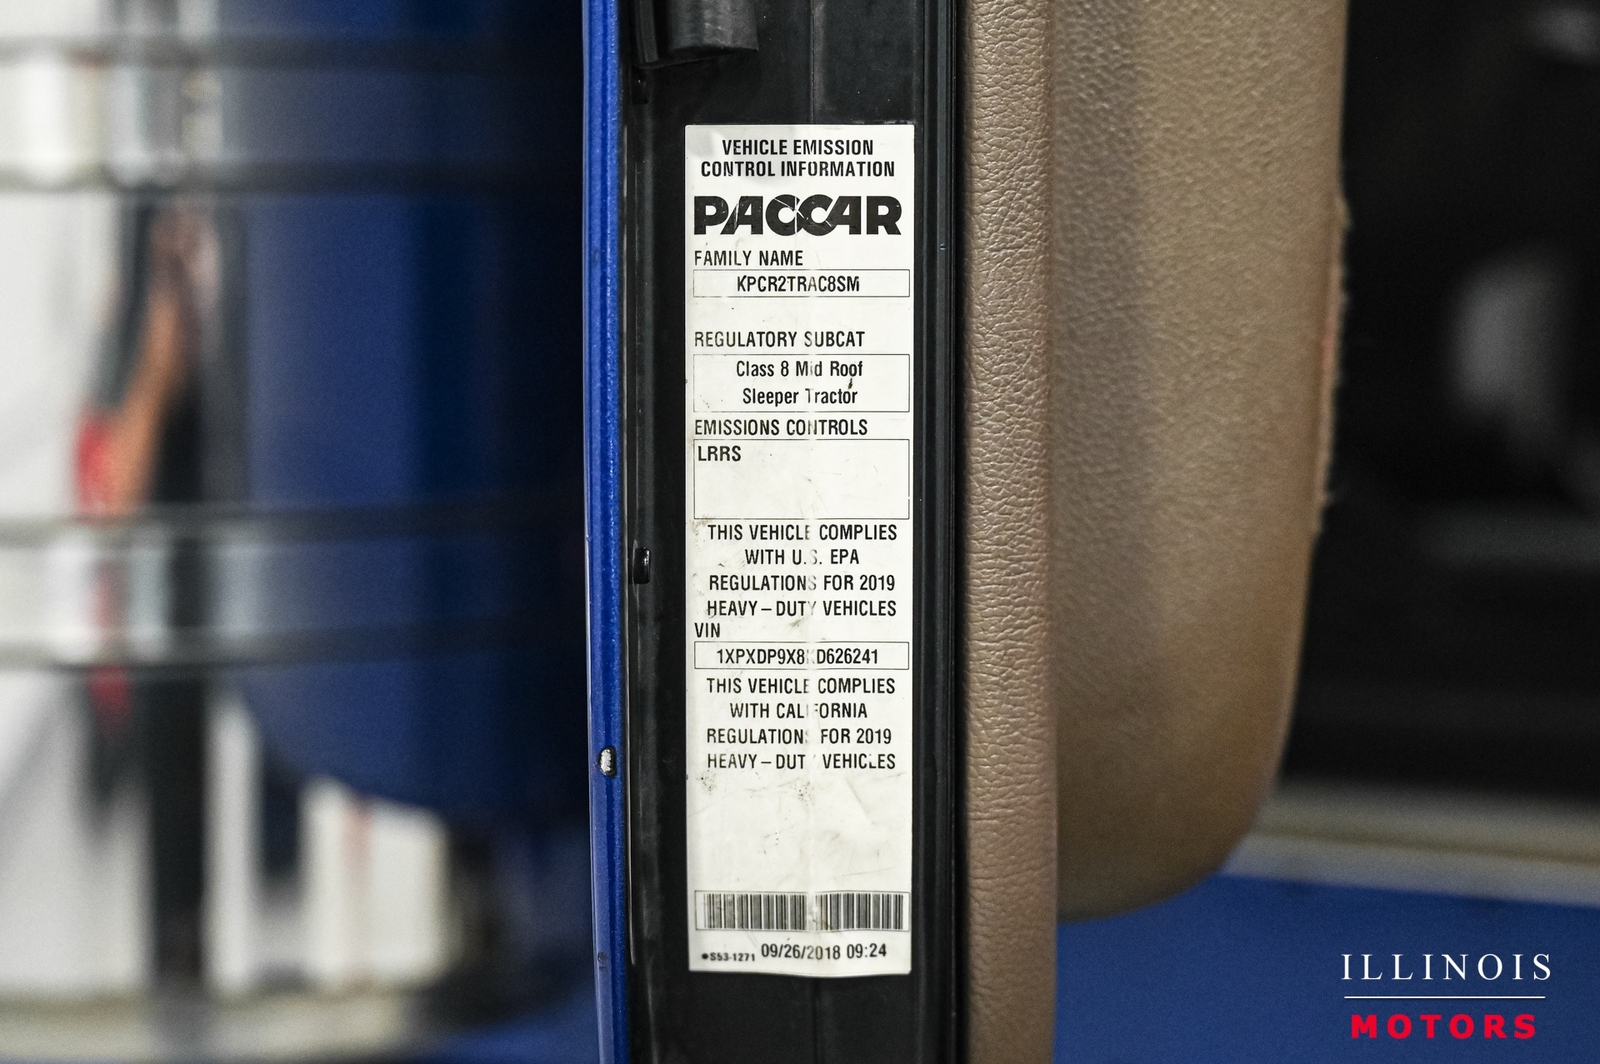 VEHICLE EMISSION
CONTROL INFORMATION
PACCAR
FAMILY NAME
KPCR2TRAC8SM
REGULATORY SUBCAT
Class 8 Mid Roof
Sleeper Tractor
EMISSIONS CONTROLS
LRRS
THIS VEHICLE COMPLIES
WITH U.S. EPA
REGULATIONS FOR 2019
HEAVY-DUTY VEHICLES
VIN
1XPXDP9X8KD626241
THIS VEHICLE COMPLIES
WITH CALIFORNIA
REGULATIONS FOR 2019
HEAVY-DUTY VEHICLES
S53-1271 09/26/2018 09:24
ILLINOIS
MOTORS